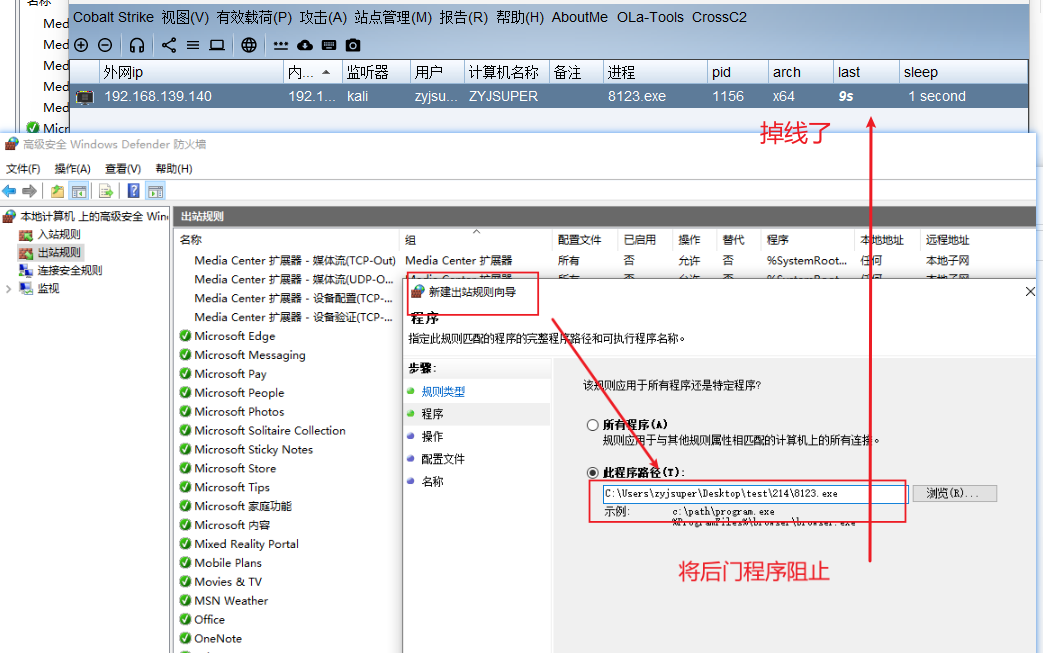 名称
Med
Med
Med
Med
Med
Micr
Cobalt Strike 视图(V) 有效载荷(P) 攻击(A) 站点管理(M) 报告(R) 帮助(H) AboutMe OLa-Tools CrossC2
外网ip 内... 监听器 用户 计算机名称 备注 进程 pid arch last sleep
192.168.139.140 192.1... kali zyjsu... ZYJSUPER 8123.exe 1156 x64 9s 1 second
掉线了
高级安全 Windows Defender 防火墙
文件(F) 操作(A) 查看(V) 帮助(H)
本地计算机 上的高级安全 Win
入站规则
出站规则
连接安全规则
监视
出站规则
名称 组 配置文件 已启用 操作 替代 程序 本地地址 远程地址
Media Center 扩展器 - 媒体流(TCP-Out) Media Center 扩展器 所有 否 允许 否 %SystemRoot... 任何 本地子网
Media Center 扩展器 - 媒体流(UDP-O... Media Center 扩展器 所有 否 允许 否 %SystemRoot... 任何 本地子网
Media Center 扩展器 - 设备配置(TCP-...
Media Center 扩展器 - 设备验证(TCP-...
Microsoft Edge
Microsoft Messaging
Microsoft Pay
Microsoft People
Microsoft Photos
Microsoft Solitaire Collection
Microsoft Sticky Notes
Microsoft Store
Microsoft Tips
Microsoft 家庭功能
Microsoft 内容
Mixed Reality Portal
Mobile Plans
Movies & TV
MSN Weather
Office
OneNote
新建出站规则向导
程序
指定此规则匹配的程序的完整程序路径和可执行程序名称。
步骤:
规则类型
程序
操作
配置文件
名称
该规则应用于所有程序还是特定程序?
所有程序(A)
规则应用于与其他规则属性相匹配的计算机上的所有连接。
此程序路径(T):
C:\Users\zyjsuper\Desktop\test\214\8123.exe 浏览(R)...
示例: c:\path\program.exe
%ProgramFiles%\browser\browser.exe
将后门程序阻止